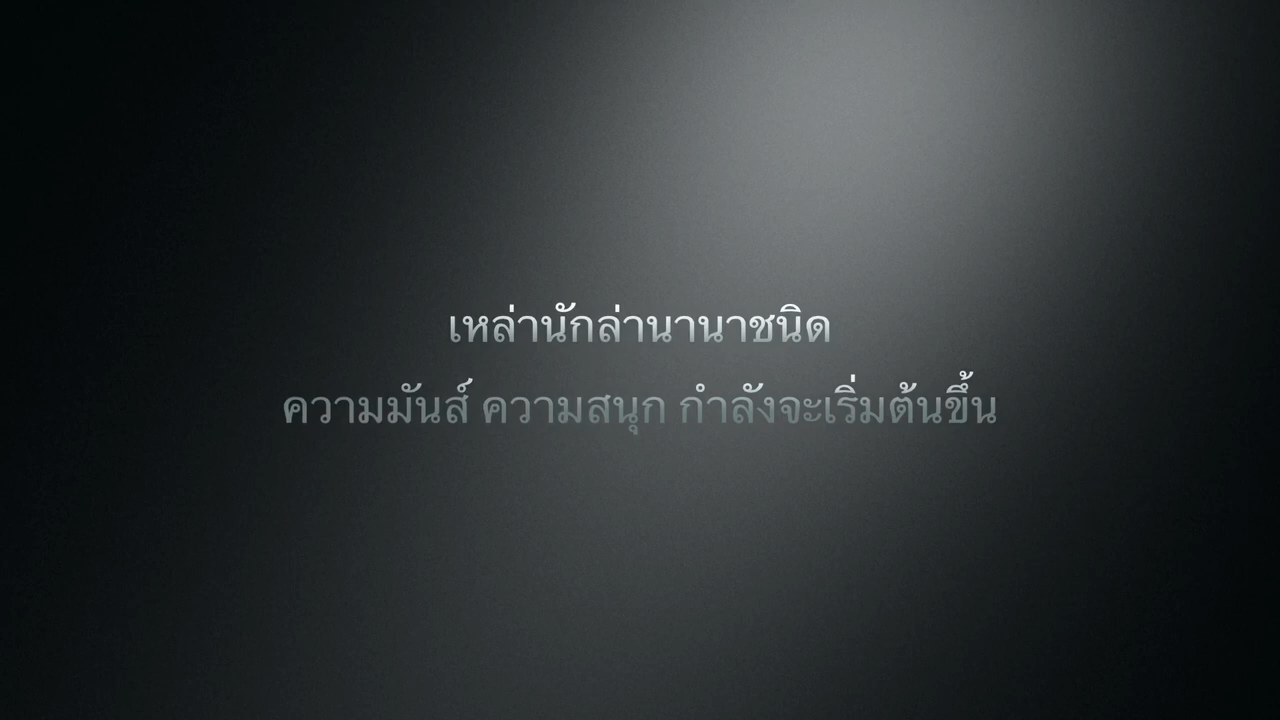 เหล่านักล่านานาชนิด
ความมันส์ ความสนุก กำลังจะเริ่มต้นขึ้น